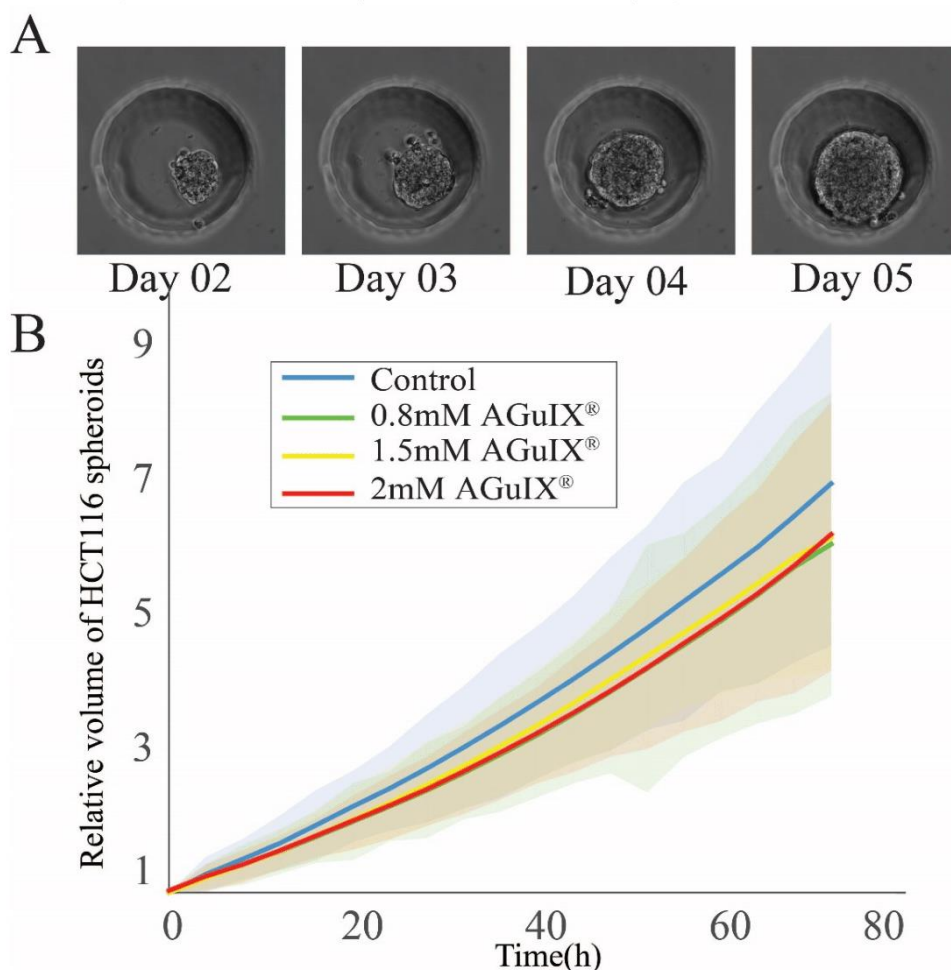 A
Day 02
Day 03
Day 04
Day 05
B
Relative volume of HCT116 spheroids
9
7
5
3
1
Control
0.8mM AGuIX®
1.5mM AGuIX®
2mM AGuIX®
0
20
40
60
80
Time(h)